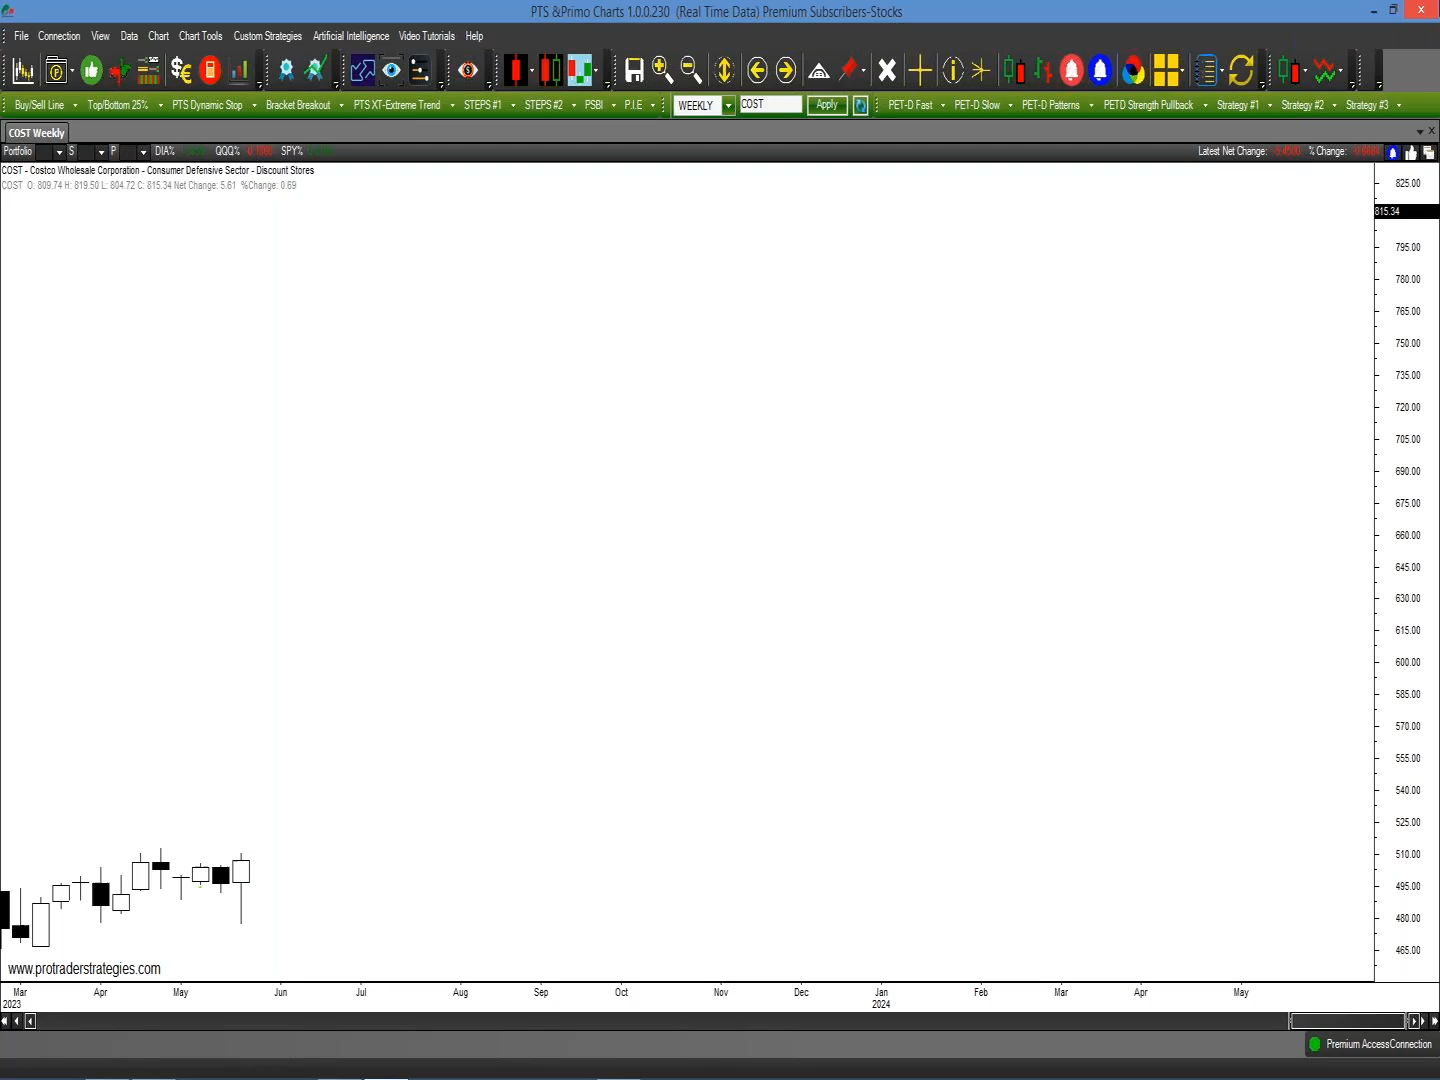 PTS &Primo Charts 1.0.0.230 (Real Time Data) Premium Subscribers-Stocks
File Connection View Data Chart Chart Tools Custom Strategies Artificial Intelligence Video Tutorials Help
Buy/Sell Line Top/Bottom 25% PTS Dynamic Stop Bracket Breakout PTS XT-Extreme Trend STEPS #1 STEPS #2 PSBI P.I.E WEEKLY COST Apply PET-D Fast PET-D Slow PET-D Patterns PETD Strength Pullback Strategy #1 Strategy #2 Strategy #3
COST Weekly
Portfolio S P DIA% QQQ% SPY% Latest Net Change: % Change:
COST - Costco Wholesale Corporation - Consumer Defensive Sector - Discount Stores
COST O: 809.74 H: 819.50 L: 804.72 C: 815.34 Net Change: 5.61 %Change: 0.69
825.00
815.34
795.00
780.00
765.00
750.00
735.00
720.00
705.00
690.00
675.00
660.00
645.00
630.00
615.00
600.00
585.00
570.00
555.00
540.00
525.00
510.00
495.00
480.00
465.00
www.protraderstrategies.com
Mar Apr May Jun Jul Aug Sep Oct Nov Dec Jan Feb Mar Apr May
2023 2024
Premium AccessConnection